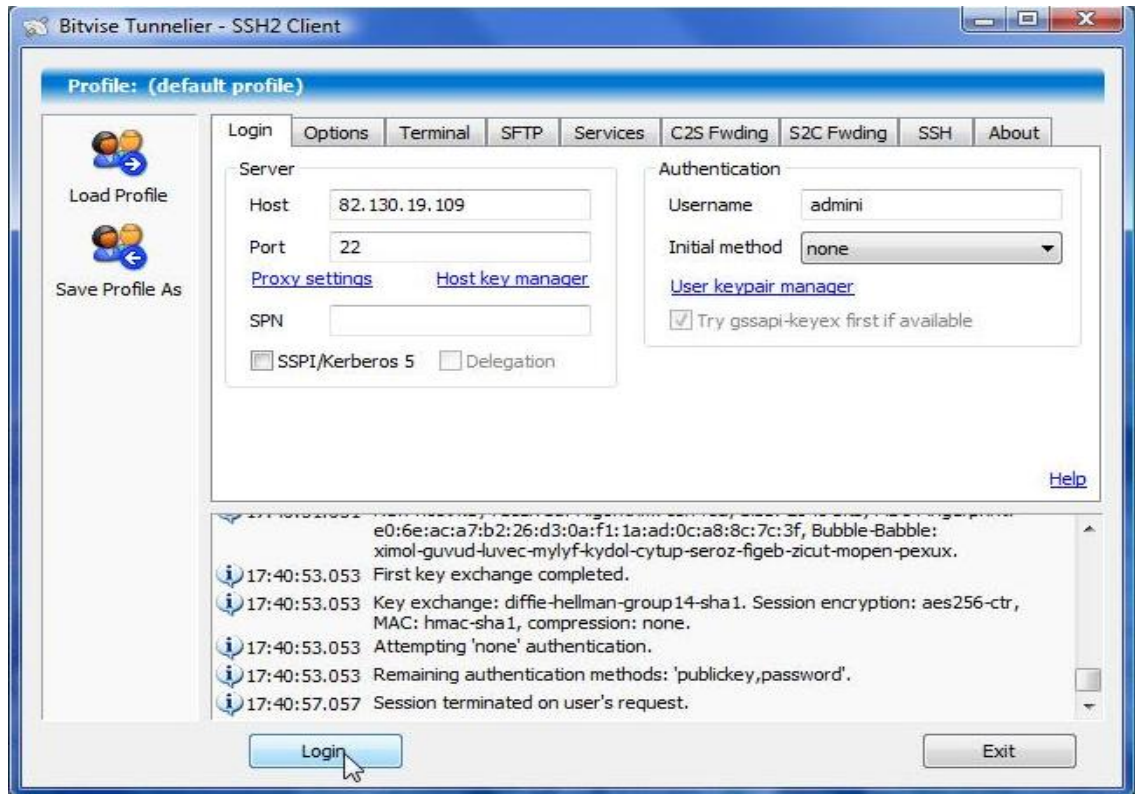 Bitvise Tunnelier - SSH2 Client
Profile: (default profile)
Load Profile
Save Profile As
Login Options Terminal SFTP Services C2S Fwding S2C Fwding SSH About
Server
Host 82.130.19.109
Port 22
Proxy settings Host key manager
SPN
SSPI/Kerberos 5 Delegation
Authentication
Username admini
Initial method none
User keypair manager
Try gssapi-keyex first if available
Help
e0:6e:ac:a7:b2:26:d3:0a:f1:1a:ad:0c:a8:8c:7c:3f, Bubble-Babble:
ximol-guvud-luvec-mylyf-kydol-cytup-seroz-figeb-zicut-mopen-pexux.
17:40:53.053 First key exchange completed.
17:40:53.053 Key exchange: diffie-hellman-group14-sha1. Session encryption: aes256-ctr,
MAC: hmac-sha1, compression: none.
17:40:53.053 Attempting 'none' authentication.
17:40:53.053 Remaining authentication methods: 'publickey,password'.
17:40:57.057 Session terminated on user's request.
Login
Exit